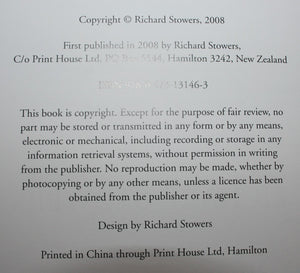 Copyright © Richard Stowers, 2008
First published in 2008 by Richard Stowers,
C/o Print House Ltd, PO Box 5544, Hamilton 3242, New Zealand
13146-3
This book is copyright. Except for the purpose of fair review, no
part may be stored or transmitted in any form or by any means,
electronic or mechanical, including recording or storage in any
information retrieval systems, without permission in writing
from the publisher. No reproduction may be made, whether by
photocopying or by any other means, unless a licence has been
obtained from the publisher or its agent.
Design by Richard Stowers
Printed in China through Print House Ltd, Hamilton